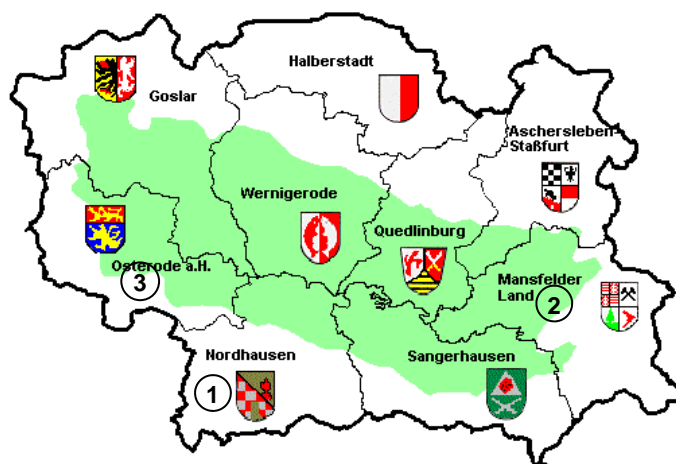 Halberstadt
Goslar
Aschersleben
Staßfurt
Wernigerode
Quedlinburg
Osterode a.H.
3
Mansfelder
Land
2
Nordhausen
Sangerhausen
1